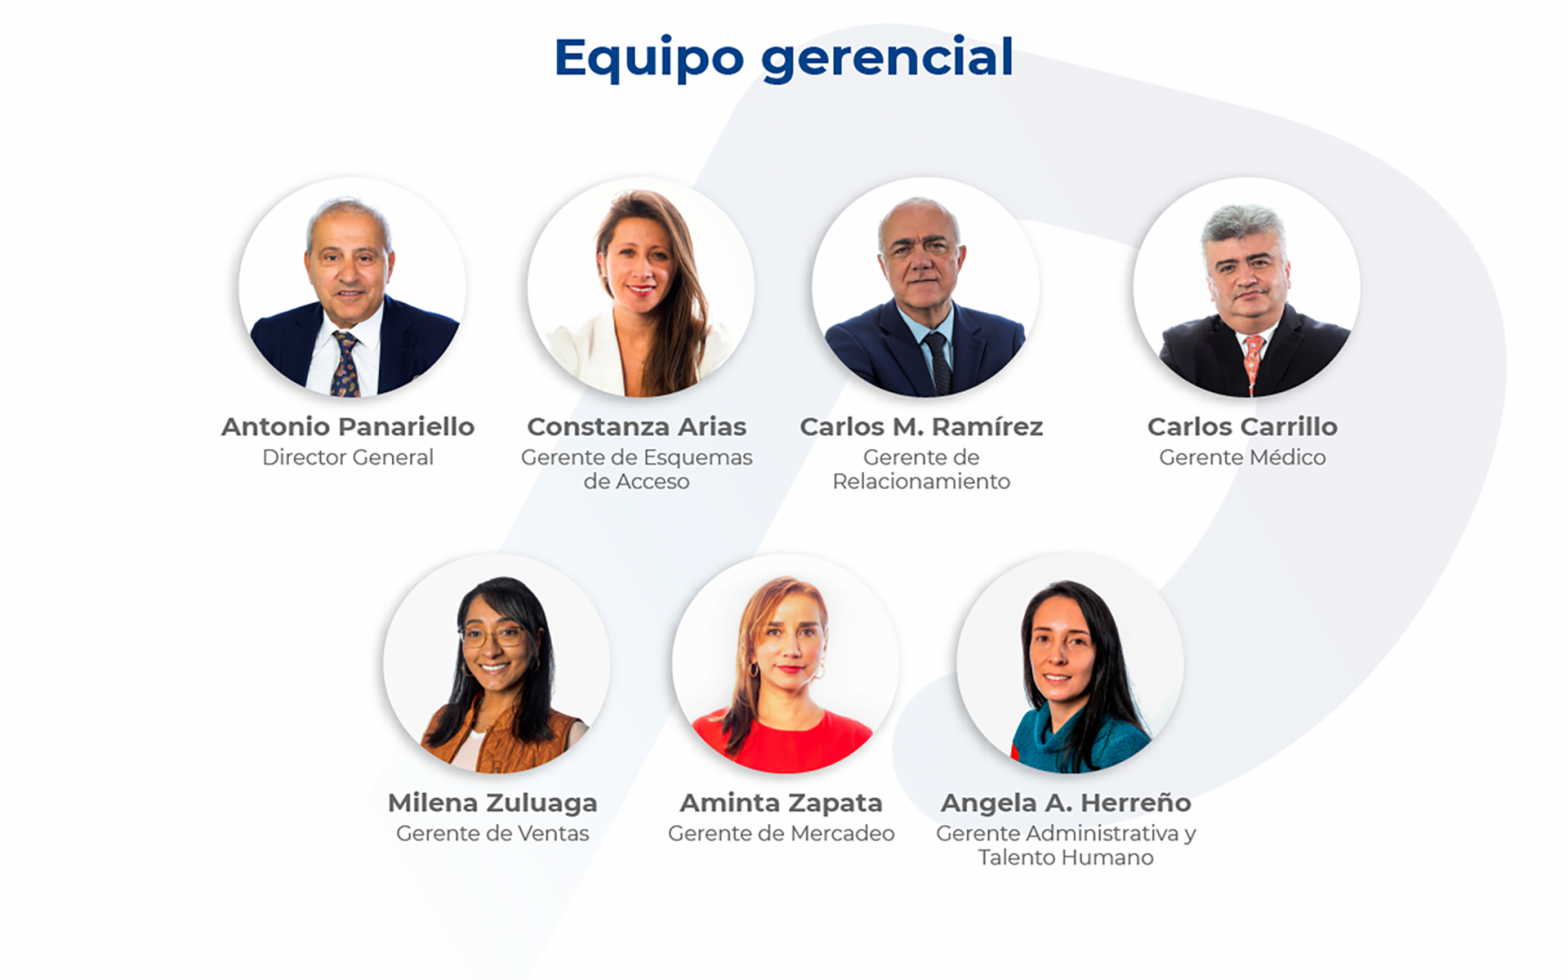 Equipo gerencial
Antonio Panariello
Director General
Constanza Arias
Gerente de Esquemas
de Acceso
Carlos M. Ramírez
Gerente de
Relacionamiento
Carlos Carrillo
Gerente Médico
Milena Zuluaga
Gerente de Ventas
Aminta Zapata
Gerente de Mercadeo
Angela A. Herreño
Gerente Administrativa y
Talento Humano